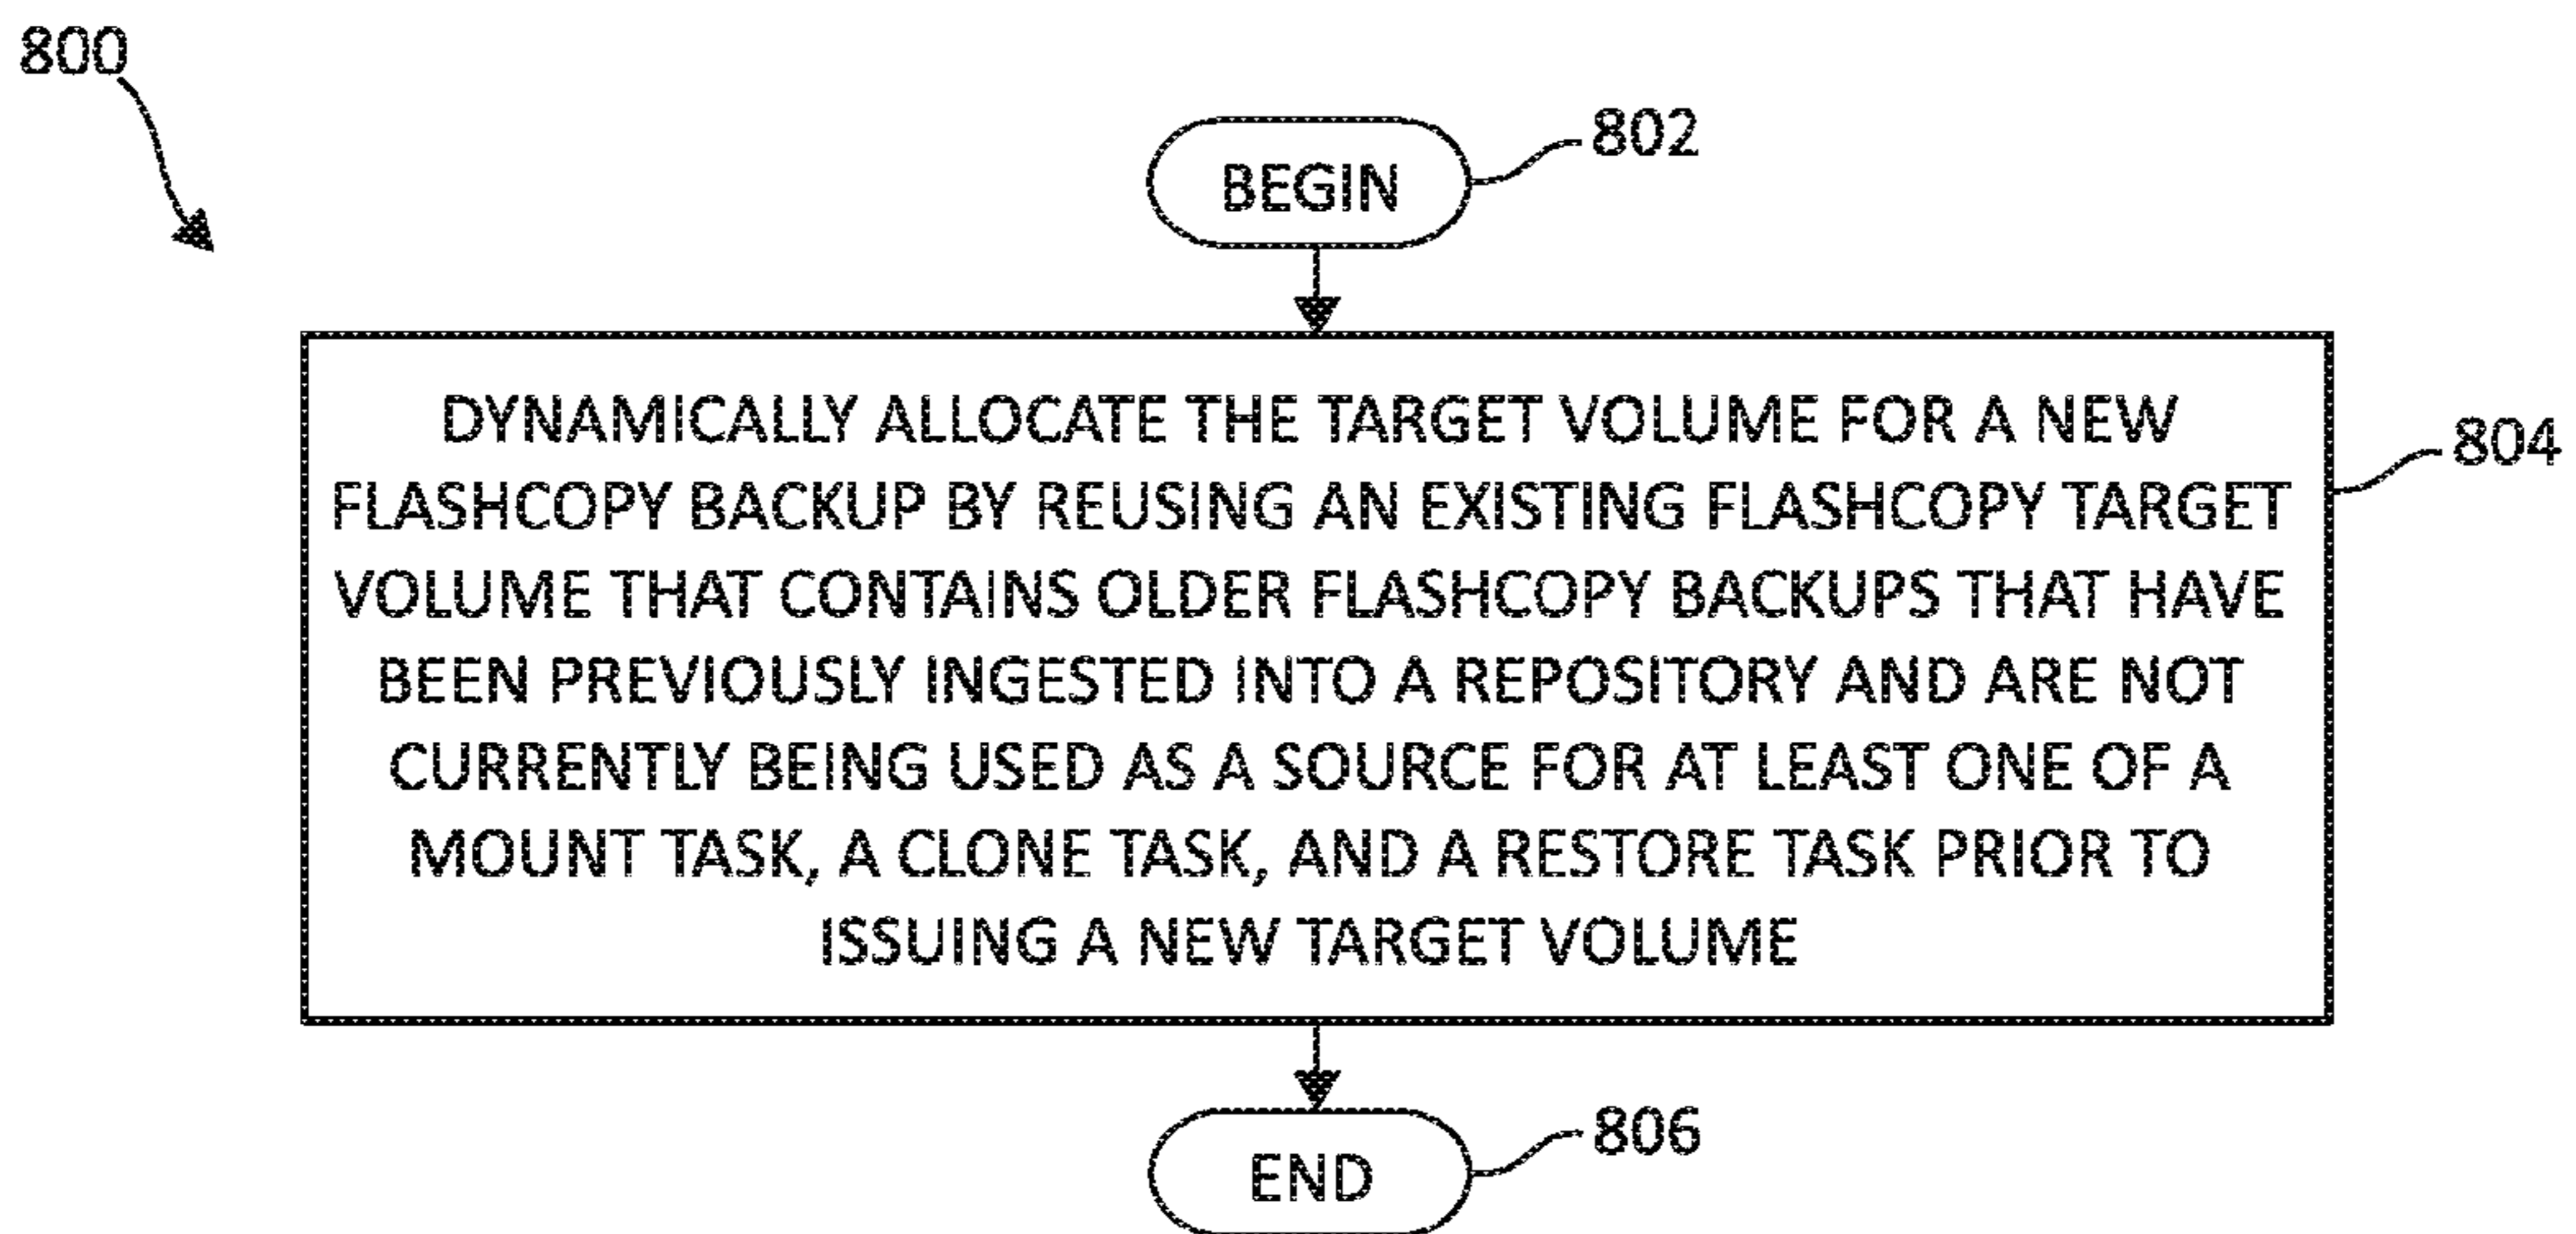 800
802
BEGIN
DYNAMICALLY ALLOCATE THE TARGET VOLUME FOR A NEW
FLASHCOPY BACKUP BY REUSING AN EXISTING FLASHCOPY TARGET
VOLUME THAT CONTAINS OLDER FLASHCOPY BACKUPS THAT HAVE
BEEN PREVIOUSLY INGESTED INTO A REPOSITORY AND ARE NOT
CURRENTLY BEING USED AS A SOURCE FOR AT LEAST ONE OF A
MOUNT TASK, A CLONE TASK, AND A RESTORE TASK PRIOR TO
ISSUING A NEW TARGET VOLUME
804
806
END